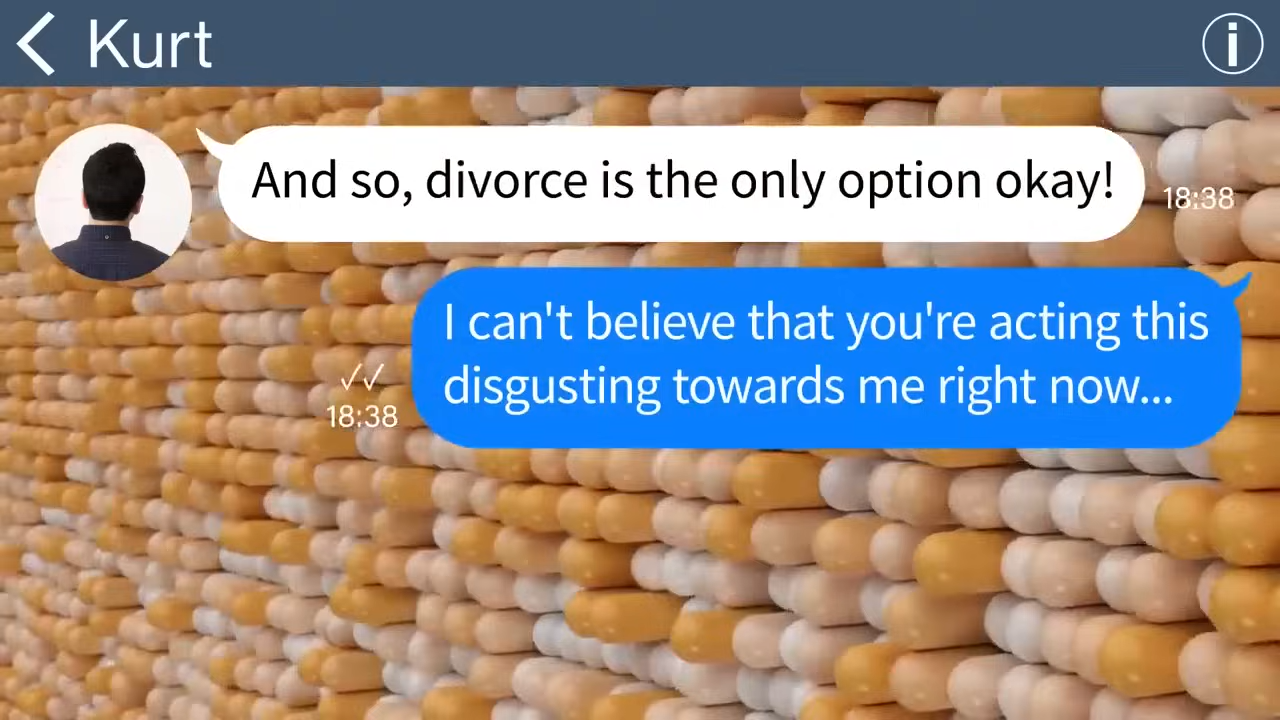 Kurt
And so, divorce is the only option okay!
18:38
I can't believe that you're acting this
disgusting towards me right now...
18:38